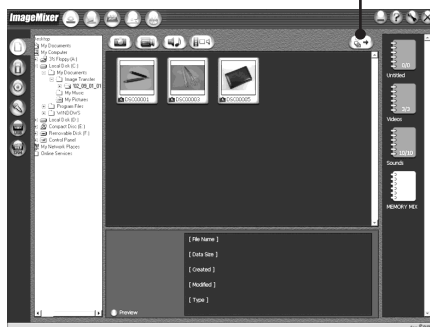 ImageMixer
Desktop
My Documents
My Computer
3½ Floppy (A:)
Local Disk (C:)
My Documents
Image Transfer
'02_05_01_01
My Music
My Pictures
Program Files
WINDOWS
Local Disk (D:)
Compact Disc (E:)
Removable Disk (F:)
Control Panel
My Network Places
Online Services
DSC00001
DSC00003
DSC00005
0/0
Untitled
3/3
Videos
10/10
Sounds
MEMORY MIX
[ File Name ]
[ Data Size ]
[ Created ]
[ Modified ]
[ Type ]
Preview